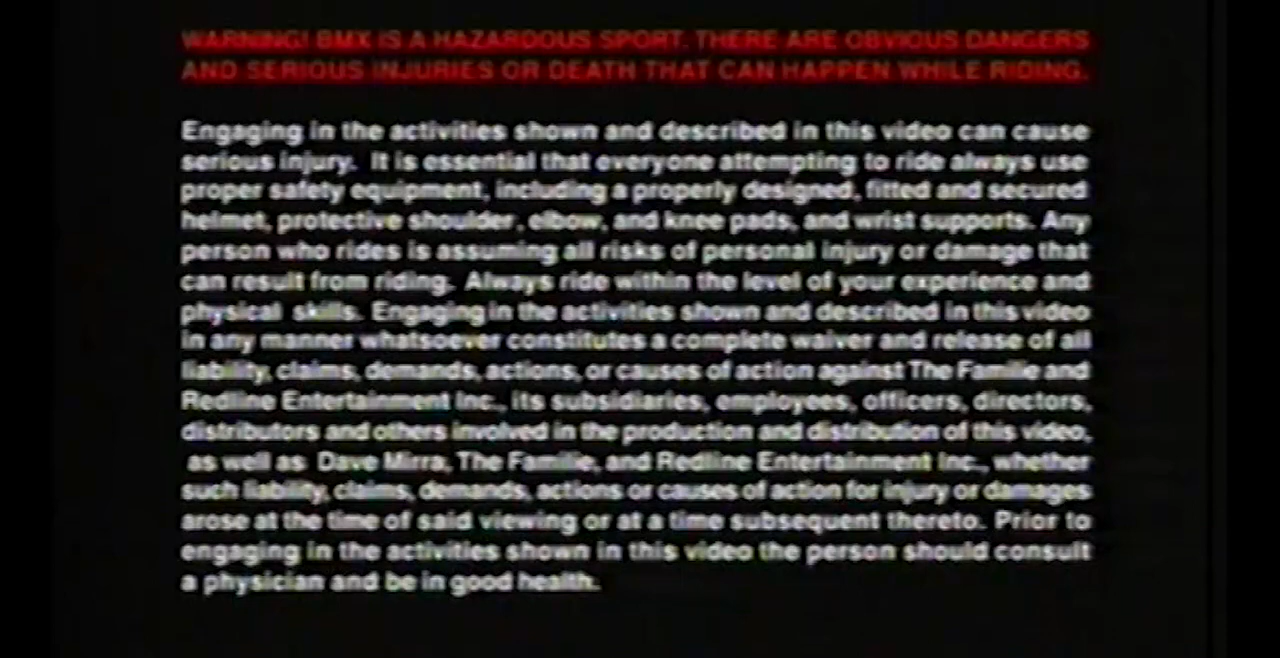 WARNING! BMX IS A HAZARDOUS SPORT. THERE ARE OBVIOUS DANGERS
AND SERIOUS INJURIES OR DEATH THAT CAN HAPPEN WHILE RIDING.
Engaging in the activities shown and described in this video can cause
serious injury. It is essential that everyone attempting to ride always use
proper safety equipment, including a properly designed, fitted and secured
helmet, protective shoulder, elbow, and knee pads, and wrist supports. Any
person who rides is assuming all risks of personal injury or damage that
can result from riding. Always ride within the level of your experience and
physical skills. Engaging in the activities shown and described in this video
in any manner whatsoever constitutes a complete waiver and release of all
liability, claims, demands, actions, or causes of action against The Familie and
Redline Entertainment Inc., its subsidiaries, employees, officers, directors,
distributors and others involved in the production and distribution of this video,
as well as Dave Mirra, The Familie, and Redline Entertainment Inc., whether
such liability, claims, demands, actions or causes of action for injury or damages
arose at the time of said viewing or at a time subsequent thereto. Prior to
engaging in the activities shown in this video the person should consult
a physician and be in good health.